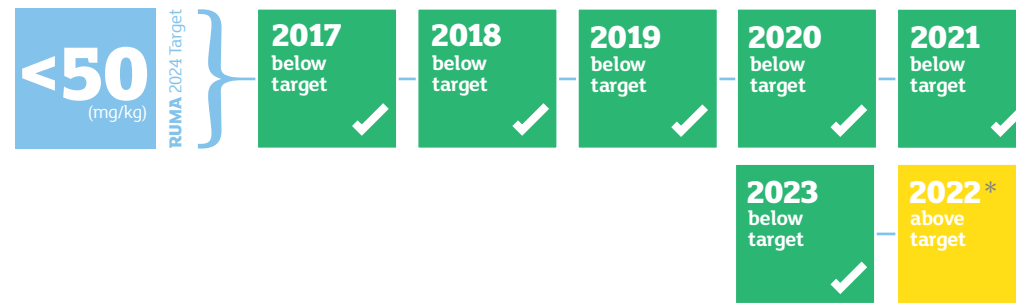 <50
(mg/kg)
RUMA 2024 Target
2017
below
target
2018
below
target
2019
below
target
2020
below
target
2021
below
target
2022*
above
target
2023
below
target